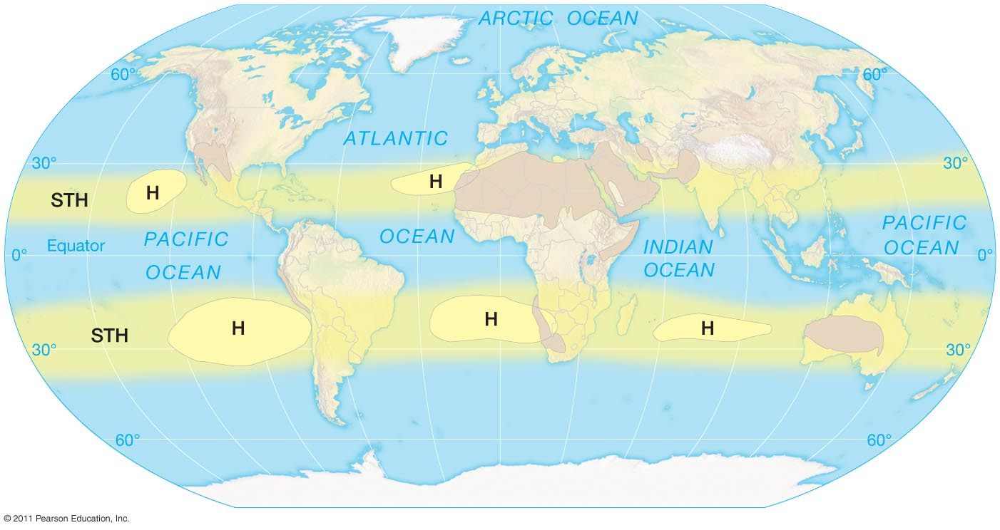 ARCTIC OCEAN
60°
60°
ATLANTIC
30°
30°
H
H
STH
PACIFIC
OCEAN
PACIFIC
OCEAN
Equator
INDIAN
OCEAN
0°
0°
PACIFIC
OCEAN
H
H
H
STH
30°
30°
60°
60°
© 2011 Pearson Education, Inc.